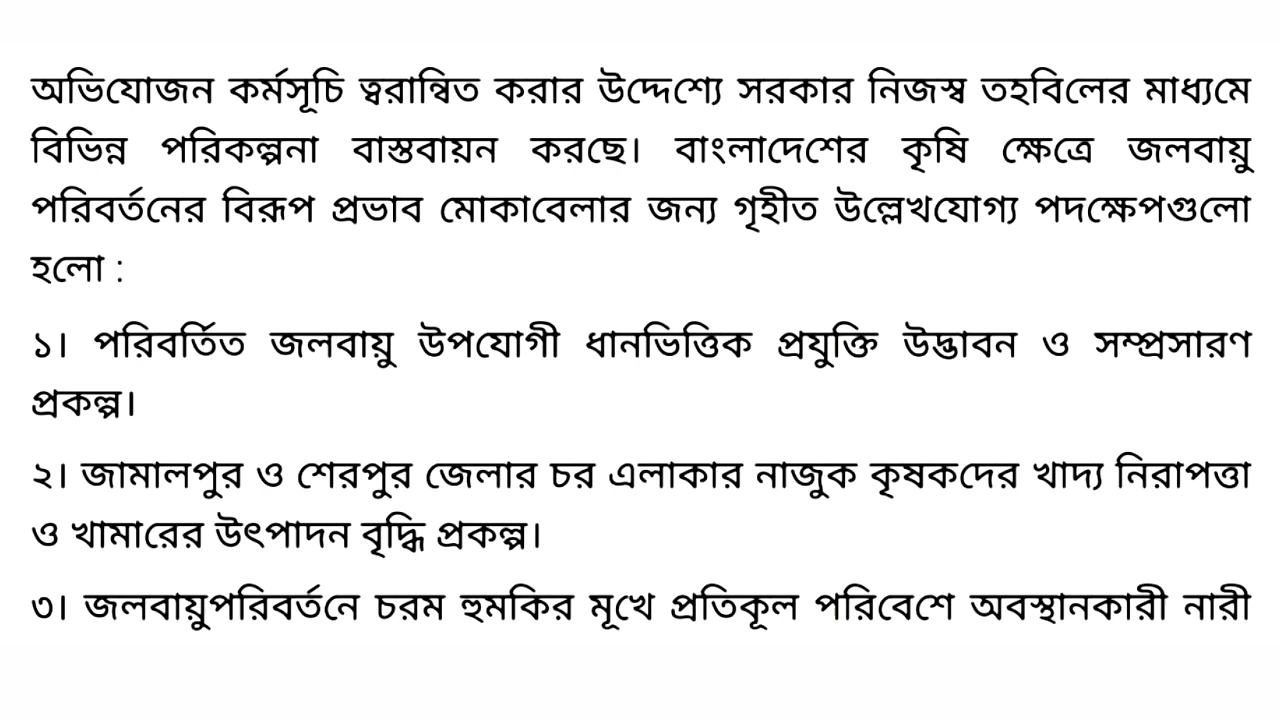 অভিযোজন কর্মসূচি ত্বরান্বিত করার উদ্দেশ্যে সরকার নিজস্ব তহবিলের মাধ্যমে
বিভিন্ন পরিকল্পনা বাস্তবায়ন করছে। বাংলাদেশের কৃষি ক্ষেত্রে জলবায়ু
পরিবর্তনের বিরূপ প্রভাব মোকাবেলার জন্য গৃহীত উল্লেখযোগ্য পদক্ষেপগুলো
হলো :
১। পরিবর্তিত জলবায়ু উপযোগী ধানভিত্তিক প্রযুক্তি উদ্ভাবন ও সম্প্রসারণ
প্রকল্প।
২। জামালপুর ও শেরপুর জেলার চর এলাকার নাজুক কৃষকদের খাদ্য নিরাপত্তা
ও খামারের উৎপাদন বৃদ্ধি প্রকল্প।
৩। জলবায়ুপরিবর্তনে চরম হুমকির মূখে প্রতিকূল পরিবেশে অবস্থানকারী নারী